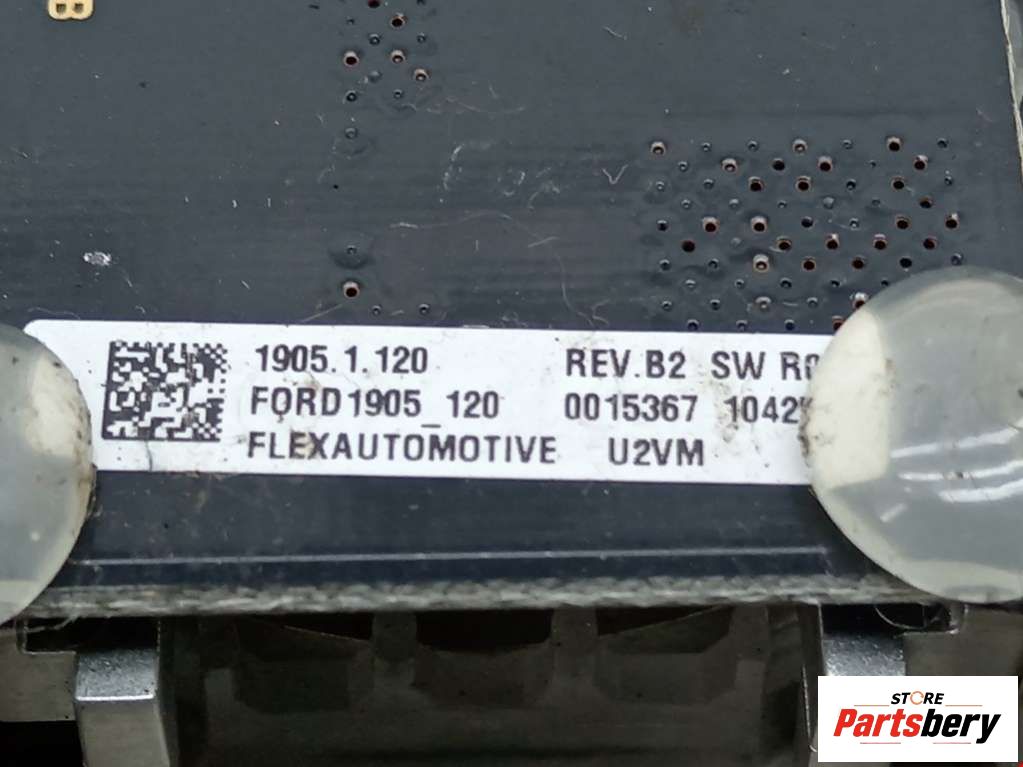 B
1905.1.120 REV.B2 SW
FORD1905_120 0015367
FLEXAUTOMOTIVE U2VM
STORE
Partsbery